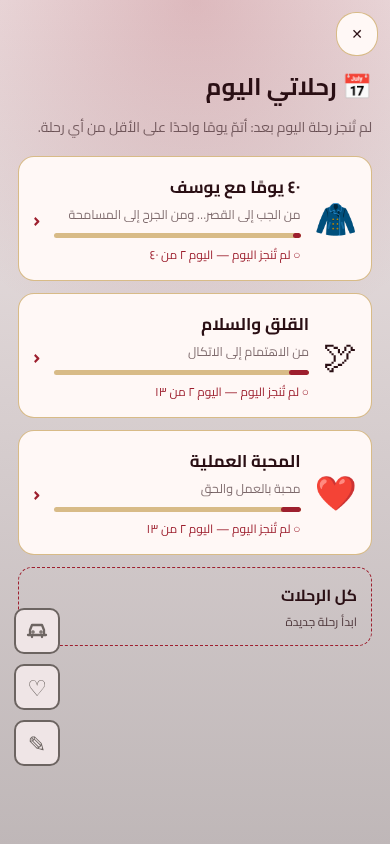 رحلاتي اليوم
لم تُنجز رحلة اليوم بعد: أتمّ يومًا واحدًا على الأقل من أي رحلة.
٤٠ يومًا مع يوسف
من الجب إلى القصر... ومن الجرح إلى المسامحة
○ لم تُنجز اليوم — اليوم ٢ من ٤٠
القلق والسلام
من الاهتمام إلى الاتكال
○ لم تُنجز اليوم — اليوم ٢ من ١٣
المحبة العملية
محبة بالعمل والحق
○ لم تُنجز اليوم — اليوم ٢ من ١٣
كل الرحلات
ابدأ رحلة جديدة